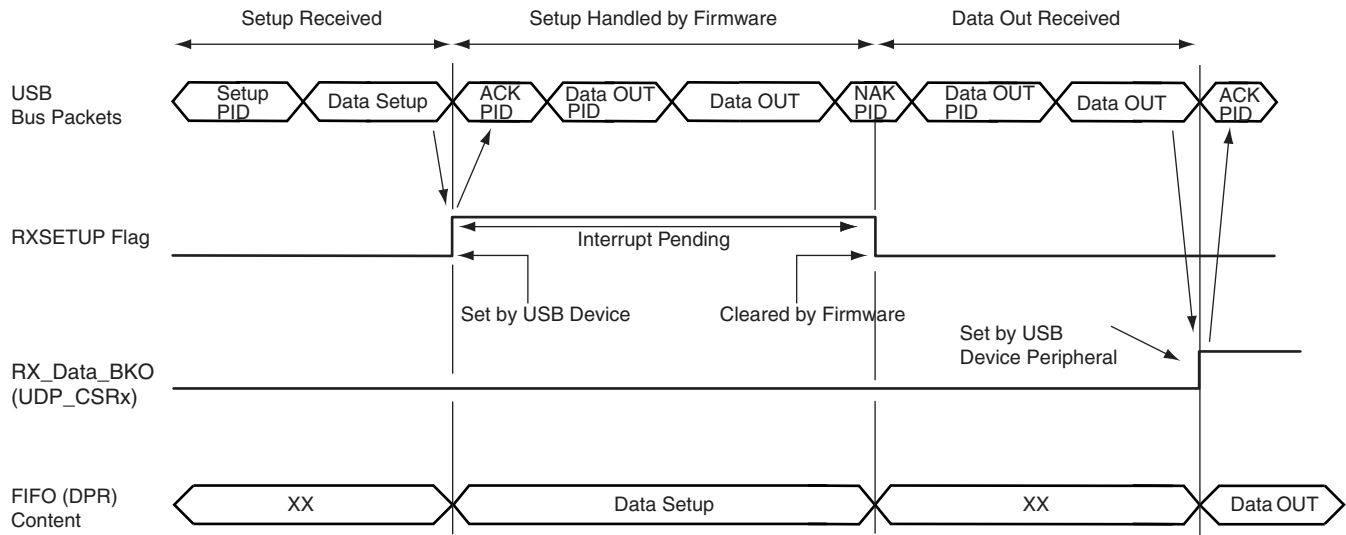 Setup Received
Setup Handled by Firmware
Data Out Received
USB
Bus Packets
Setup
PID
Data Setup
ACK
PID
Data OUT
PID
Data OUT
NAK
PID
Data OUT
PID
Data OUT
ACK
PID
RXSETUP Flag
Interrupt Pending
Set by USB Device
Cleared by Firmware
Set by USB
Device Peripheral
RX_Data_BKO
(UDP_CSRx)
FIFO (DPR)
Content
XX
Data Setup
XX
Data OUT